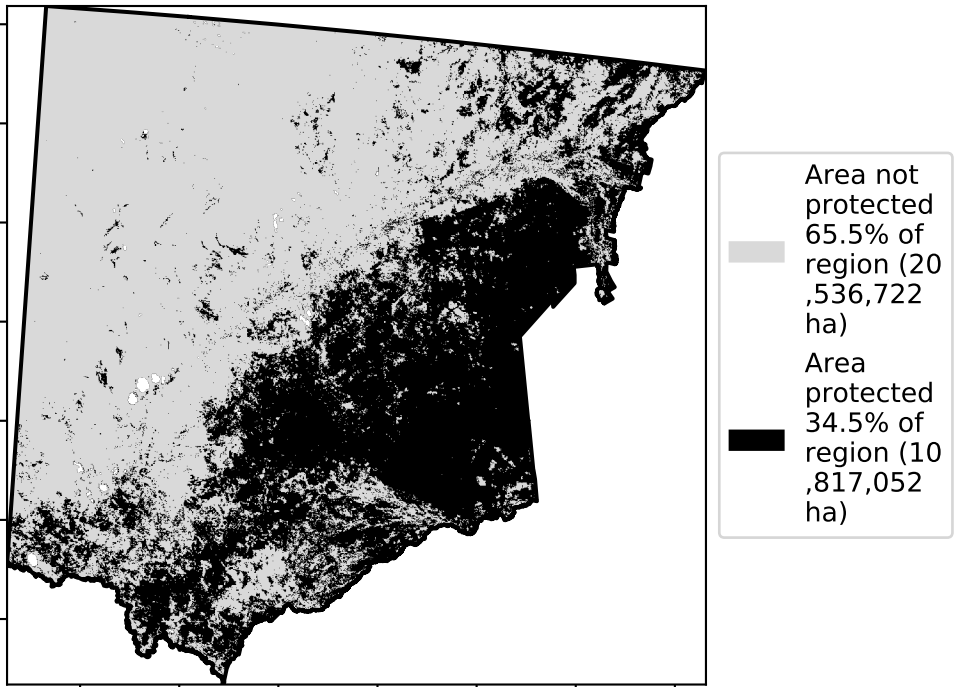 Area not
protected
65.5% of
region (20
,536,722
ha)
Area
protected
34.5% of
region (10
,817,052
ha)